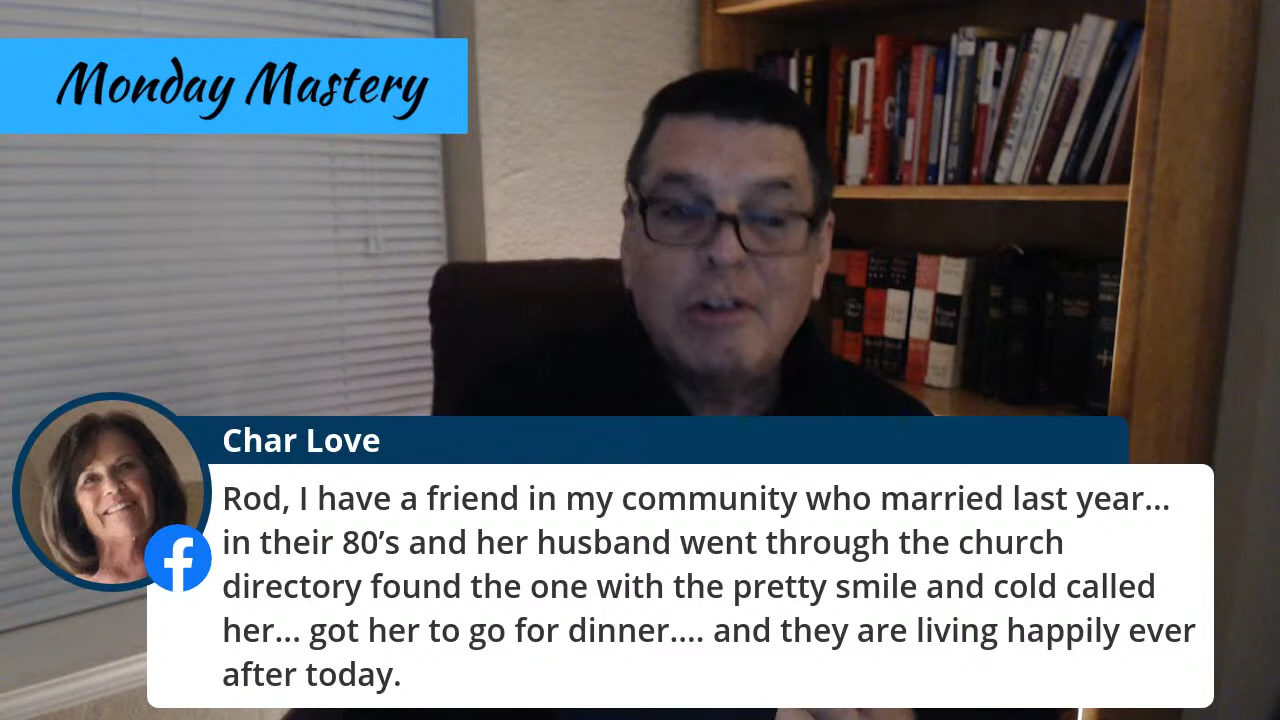 Monday Mastery
Char Love
Rod, I have a friend in my community who married last year...
in their 80’s and her husband went through the church
directory found the one with the pretty smile and cold called
her... got her to go for dinner.... and they are living happily ever
after today.